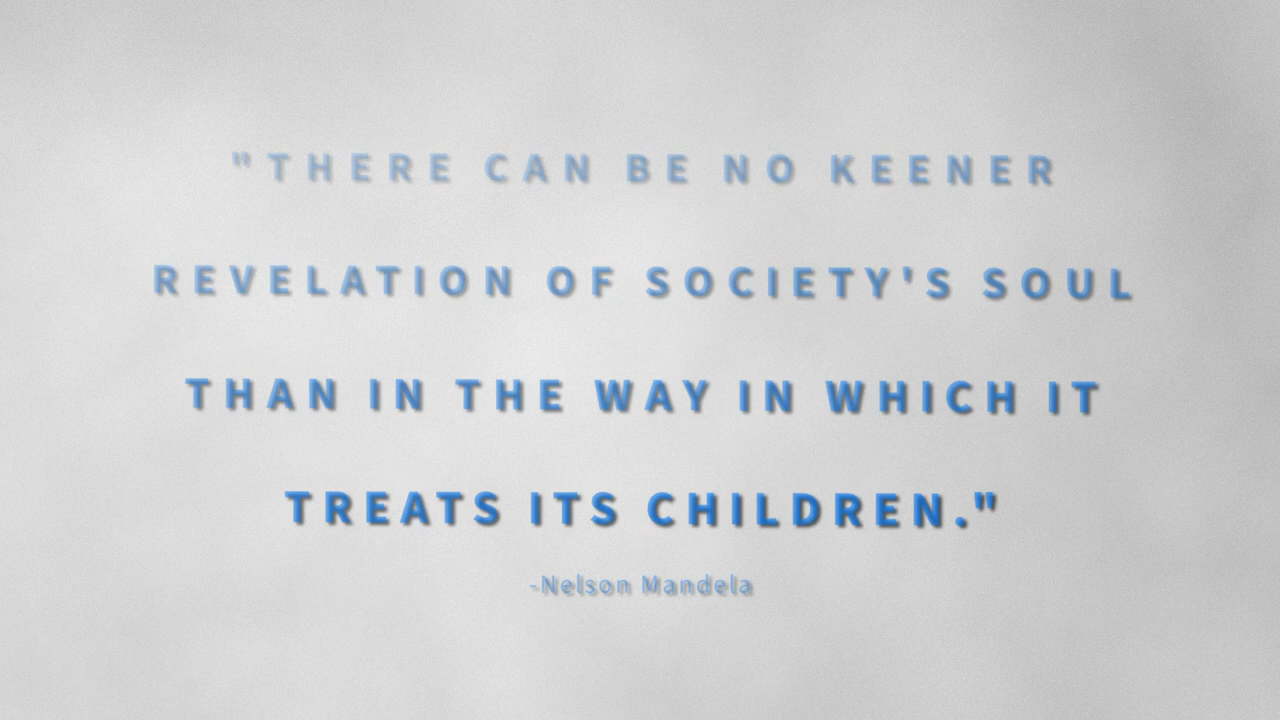 "THERE CAN BE NO KEENER
REVELATION OF SOCIETY'S SOUL
THAN IN THE WAY IN WHICH IT
TREATS ITS CHILDREN."
-Nelson Mandela